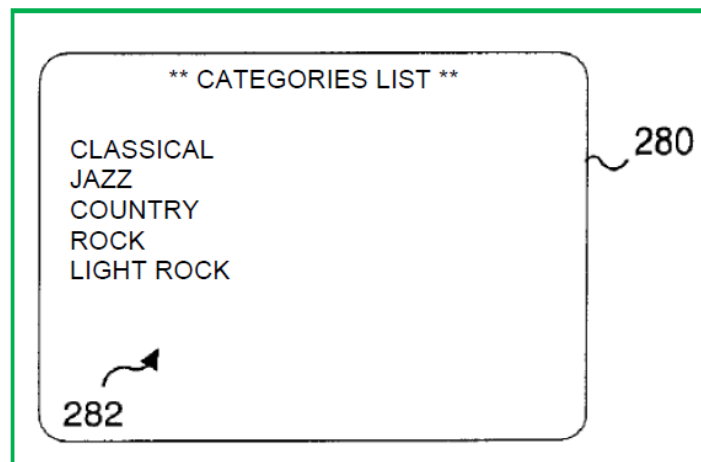 ** CATEGORIES LIST **
CLASSICAL
JAZZ
COUNTRY
ROCK
LIGHT ROCK
280
282